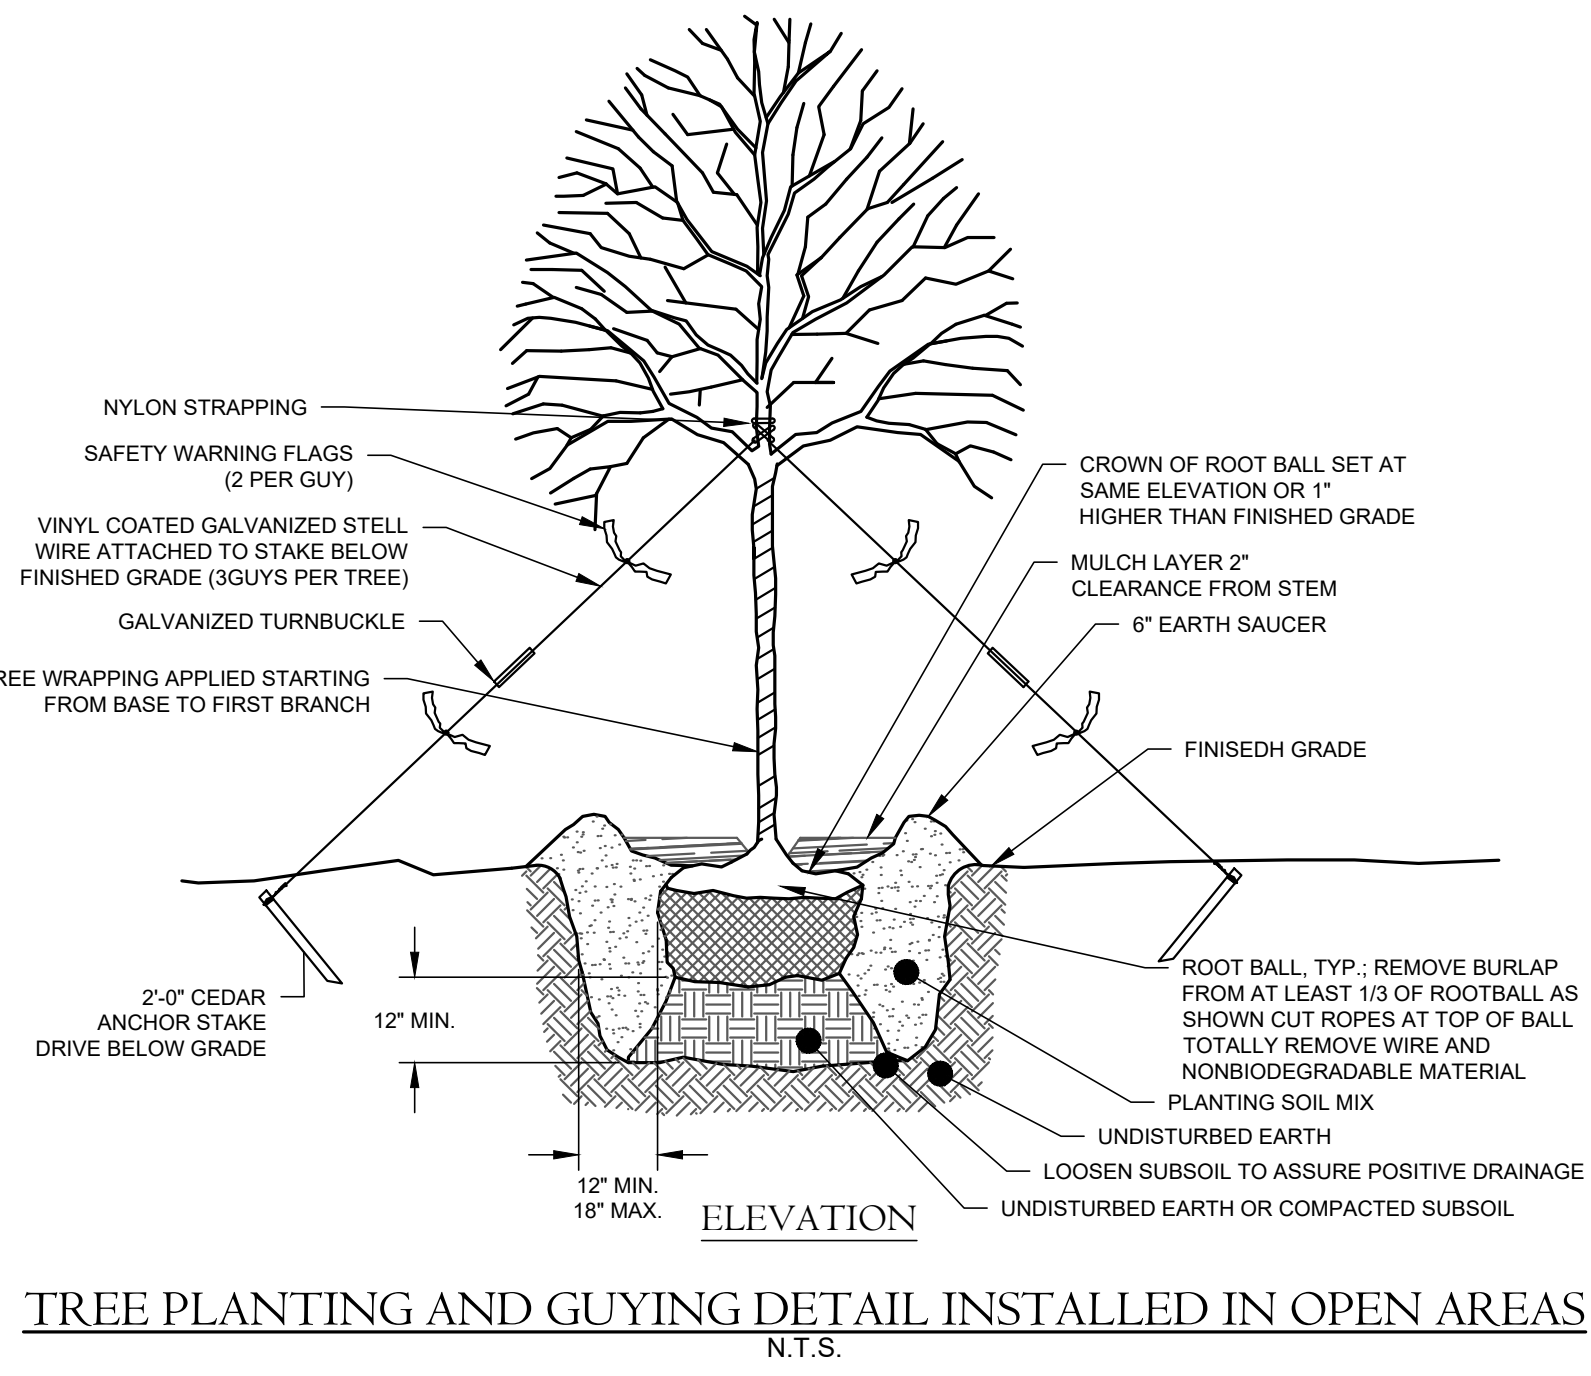 NYLON STRAPPING
SAFETY WARNING FLAGS
(2 PER GUY)
VINYL COATED GALVANIZED STELL
WIRE ATTACHED TO STAKE BELOW
FINISHED GRADE (3GUYS PER TREE)
GALVANIZED TURNBUCKLE
REE WRAPPING APPLIED STARTING
FROM BASE TO FIRST BRANCH
CROWN OF ROOT BALL SET AT
SAME ELEVATION OR 1"
HIGHER THAN FINISHED GRADE
MULCH LAYER 2"
CLEARANCE FROM STEM
6" EARTH SAUCER
FINISEDH GRADE
2'-0" CEDAR
ANCHOR STAKE
DRIVE BELOW GRADE
12" MIN.
12" MIN.
18" MAX.
ROOT BALL, TYP.; REMOVE BURLAP
FROM AT LEAST 1/3 OF ROOTBALL AS
SHOWN CUT ROPES AT TOP OF BALL
TOTALLY REMOVE WIRE AND
NONBIODEGRADABLE MATERIAL
PLANTING SOIL MIX
UNDISTURBED EARTH
LOOSEN SUBSOIL TO ASSURE POSITIVE DRAINAGE
UNDISTURBED EARTH OR COMPACTED SUBSOIL
ELEVATION
TREE PLANTING AND GUYING DETAIL INSTALLED IN OPEN AREAS
N.T.S.